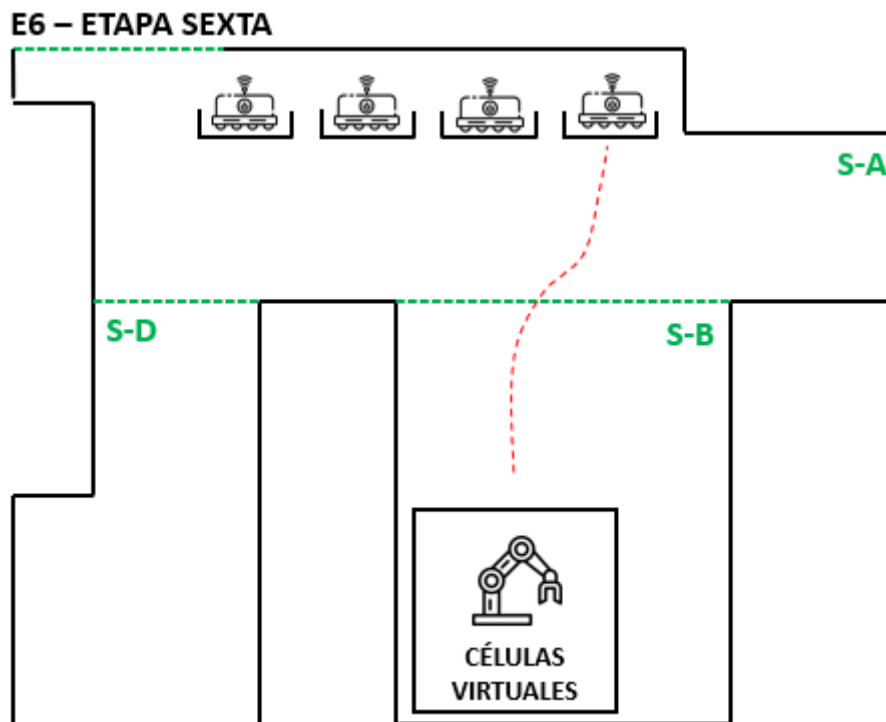 E6 – ETAPA SEXTA
S-A
S-D
S-B
CÉLULAS
VIRTUALES